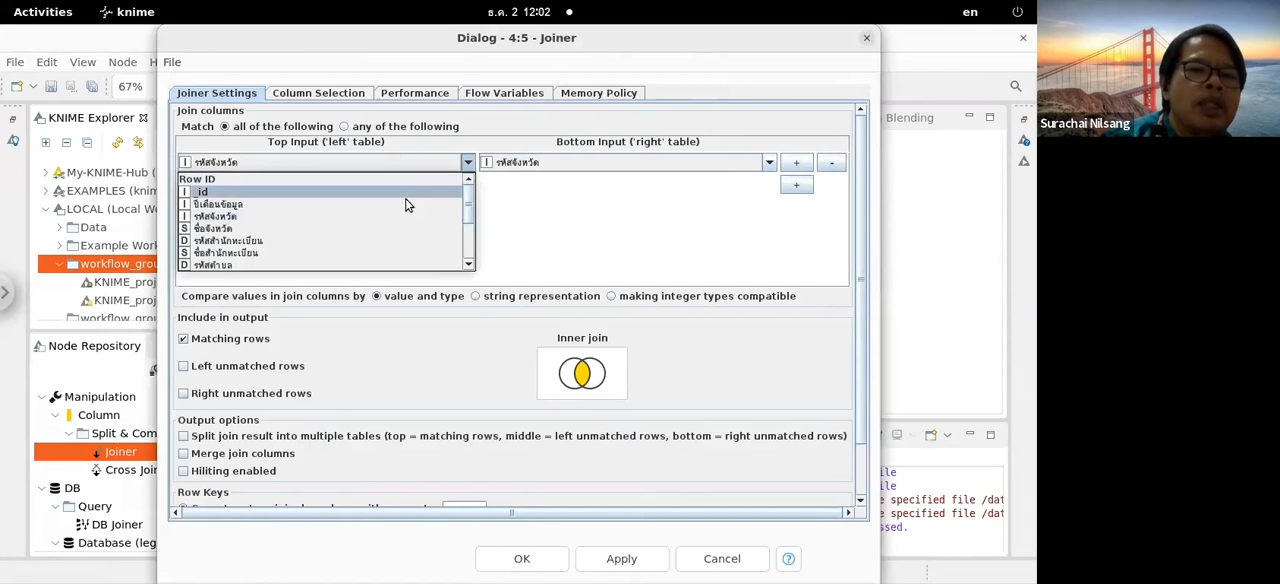 Activities knime ธ.ค. 2 12:02 en
Dialog - 4:5 - Joiner
File Edit View Node H File
67%
Joiner Settings Column Selection Performance Flow Variables Memory Policy
KNIME Explorer
Blending
Join columns
Match all of the following any of the following
Top Input ('left' table) Bottom Input ('right' table)
I รหัสจังหวัด I รหัสจังหวัด + -
Row ID
I _id
I ปีเดือนข้อมูล
I รหัสจังหวัด
S ชื่อจังหวัด
D รหัสสำนักทะเบียน
S ชื่อสำนักทะเบียน
D รหัสตำบล
+
My-KNIME-Hub (
EXAMPLES (knim
LOCAL (Local W
Data
Example Wo
workflow_grou
KNIME_proj
KNIME_proj
workflow_grou
Compare values in join columns by value and type string representation making integer types compatible
Include in output
Matching rows Inner join
Left unmatched rows
Right unmatched rows
Node Repository
Manipulation
Column
Split & Com
Joiner
Cross Join
DB
Query
DB Joiner
Database (leg
Output options
Split join result into multiple tables (top = matching rows, middle = left unmatched rows, bottom = right unmatched rows)
Merge join columns
Hiliting enabled
Row Keys
ile
ile
e specified file /dat
e specified file /dat
ssed.
OK Apply Cancel ?
Surachai Nilsang